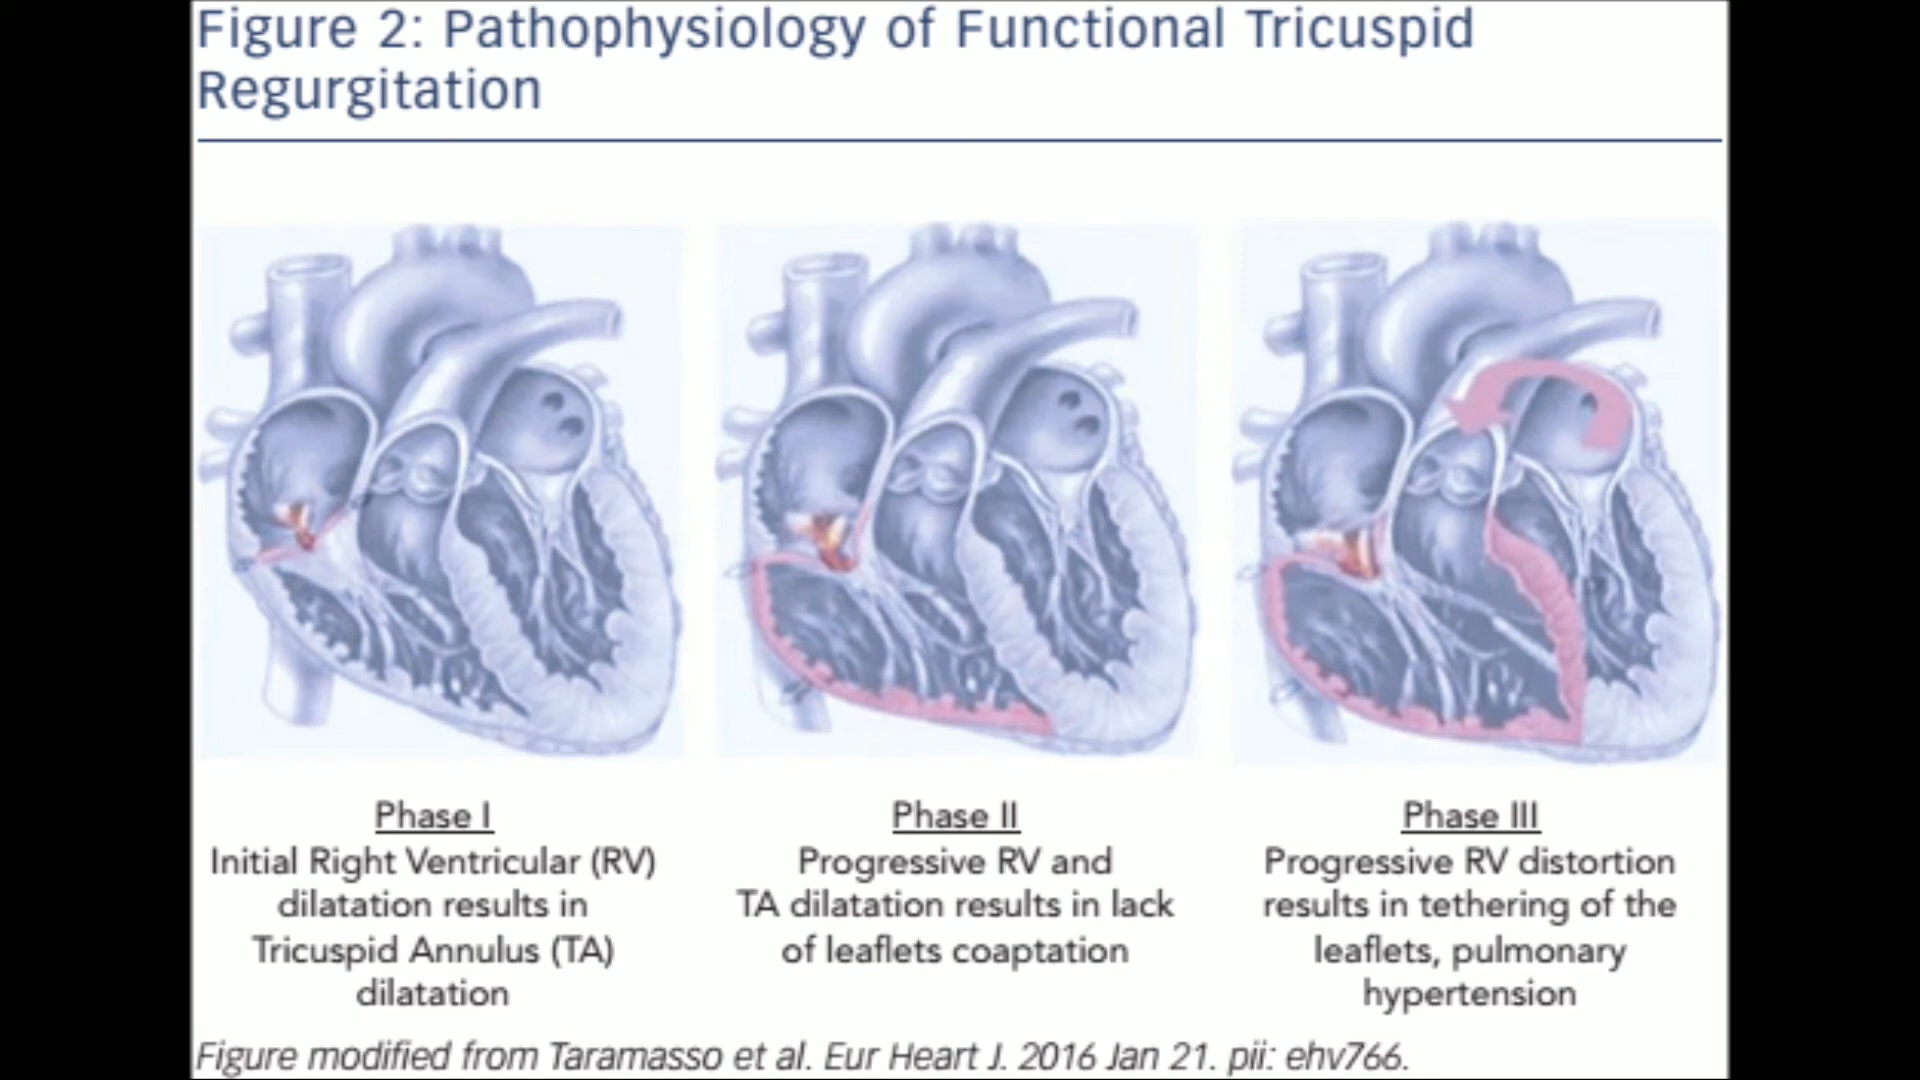 Figure 2: Pathophysiology of Functional Tricuspid
Regurgitation
Phase I
Initial Right Ventricular (RV)
dilatation results in
Tricuspid Annulus (TA)
dilatation
Phase II
Progressive RV and
TA dilatation results in lack
of leaflets coaptation
Phase III
Progressive RV distortion
results in tethering of the
leaflets, pulmonary
hypertension
Figure modified from Taramasso et al. Eur Heart J. 2016 Jan 21. pii: ehv766.